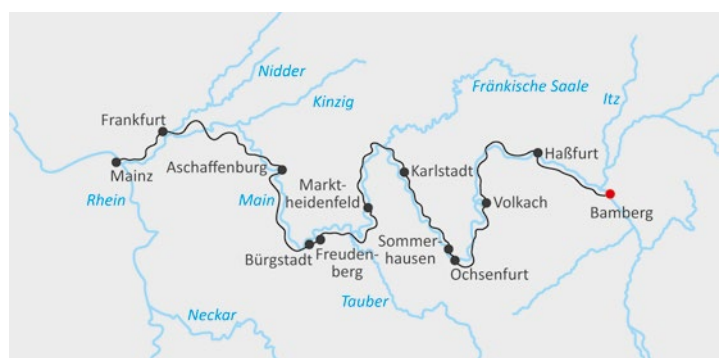 Nidder
Fränkische Saale
Itz
Kinzig
Frankfurt
Haßfurt
Aschaffenburg
Karlstadt
Mainz
Markt-
heidenfeld
Rhein
Main
Volkach
Bamberg
Sommer-
hausen
Bürgstadt
Freuden-
berg
Ochsenfurt
Tauber
Neckar